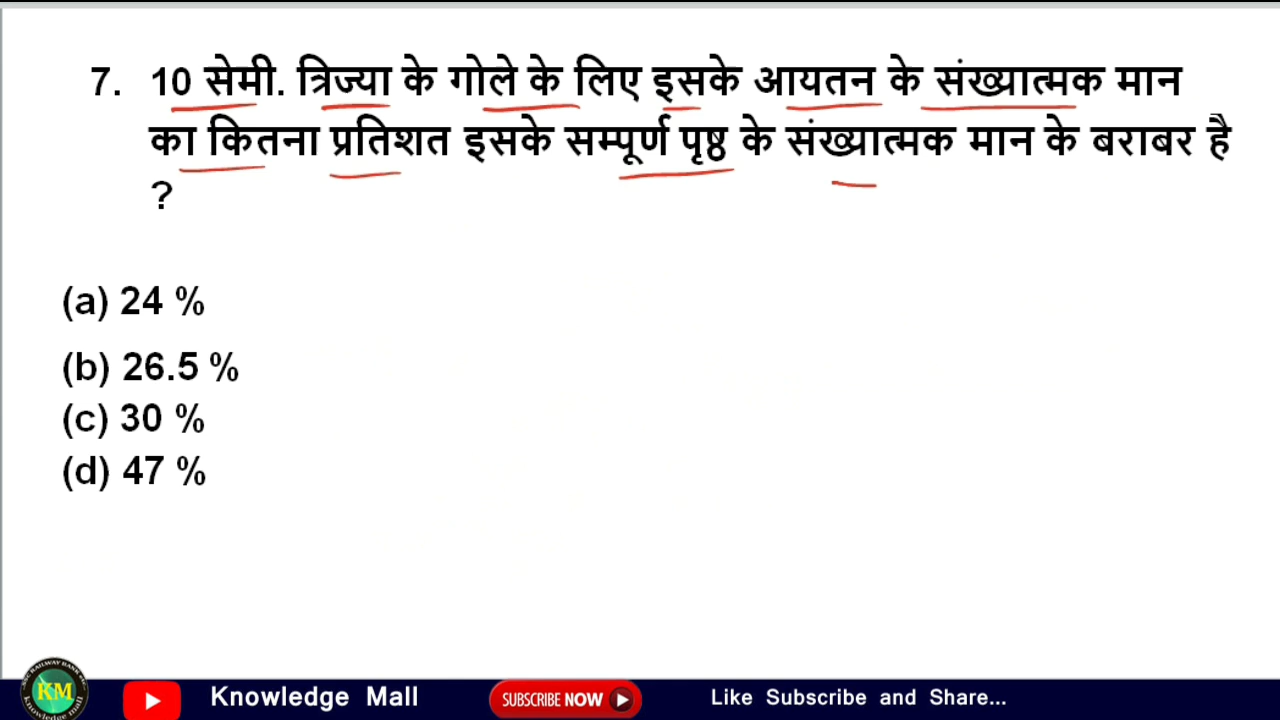 7. 10 सेमी. त्रिज्या के गोले के लिए इसके आयतन के संख्यात्मक मान
का कितना प्रतिशत इसके सम्पूर्ण पृष्ठ के संख्यात्मक मान के बराबर है
?
(a) 24 %
(b) 26.5 %
(c) 30 %
(d) 47 %
KM
Knowledge Mall
SUBSCRIBE NOW
Like Subscribe and Share...